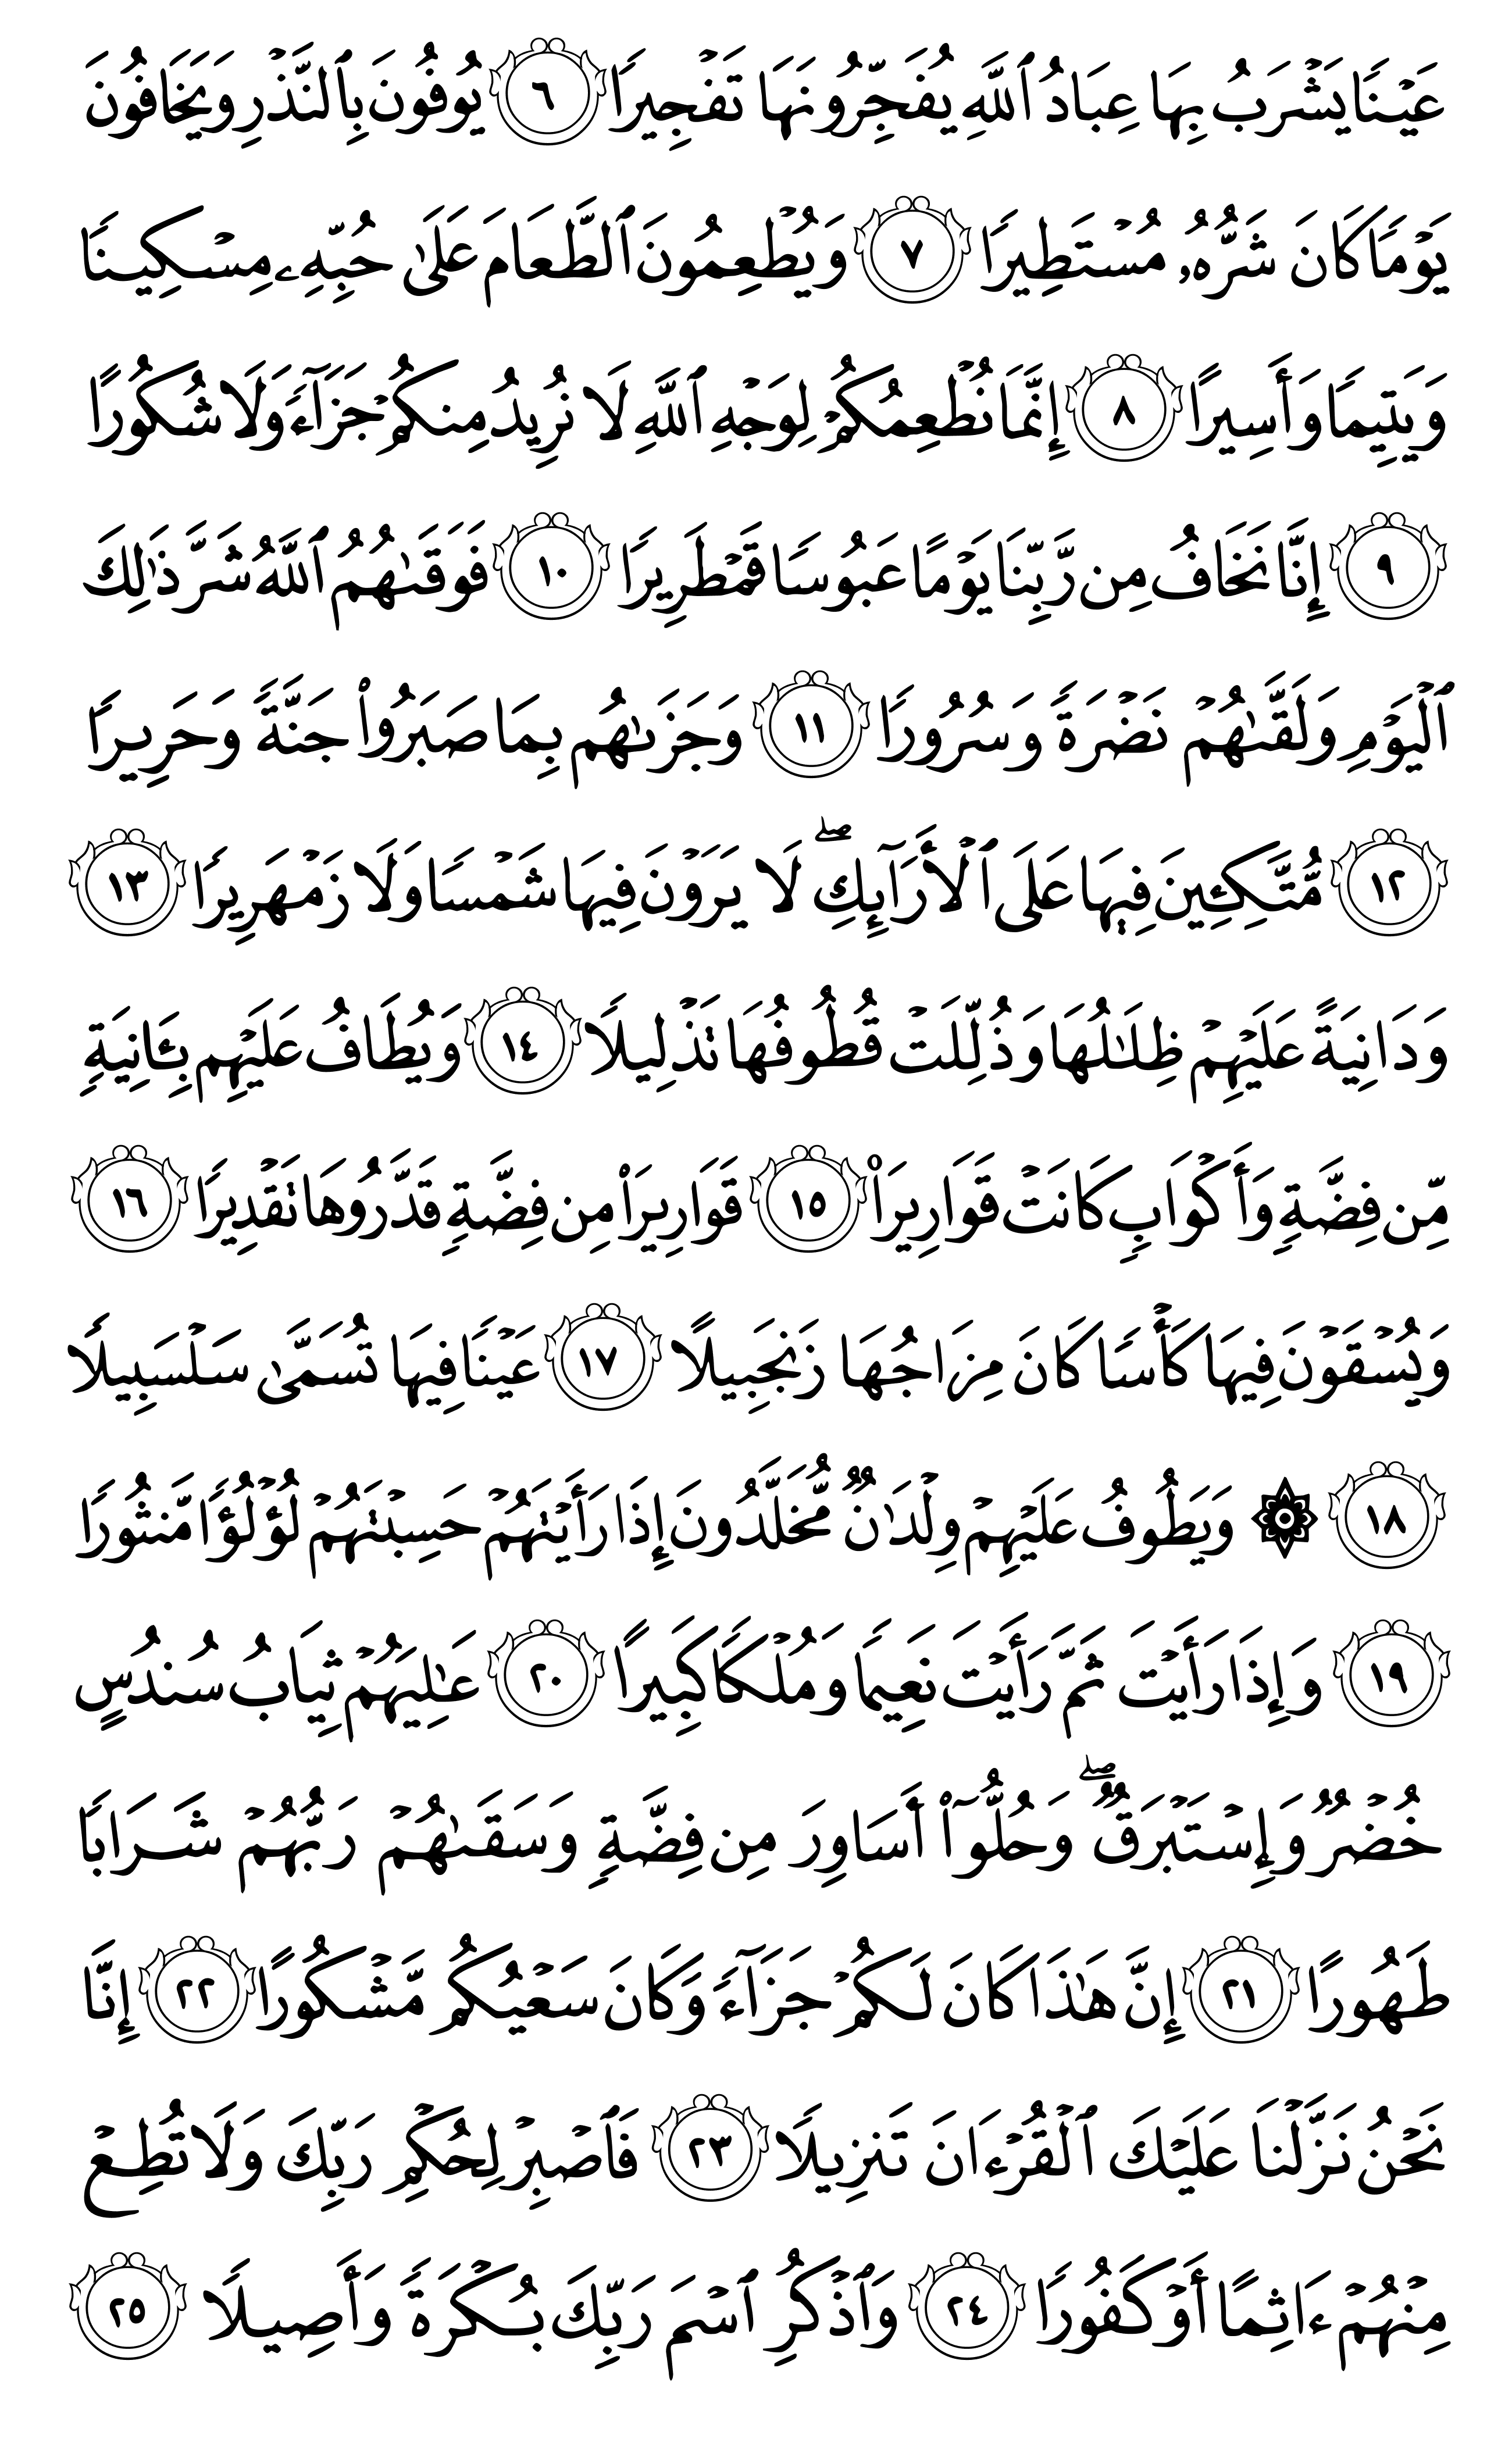 عَيْنًا يَشْرَبُ بِهَا عِبَادُ ٱللَّهِ يُفَجِّرُونَهَا تَفْجِيرًا ٦ يُوفُونَ بِٱلنَّذْرِ وَيَخَافُونَ
يَوْمًا كَانَ شَرُّهُۥ مُسْتَطِيرًا ٧ وَيُطْعِمُونَ ٱلطَّعَامَ عَلَىٰ حُبِّهِۦ مِسْكِينًا
وَيَتِيمًا وَأَسِيرًا ٨ إِنَّمَا نُطْعِمُكُمْ لِوَجْهِ ٱللَّهِ لَا نُرِيدُ مِنكُمْ جَزَآءً وَلَا شُكُورًا
٩ إِنَّا نَخَافُ مِن رَّبِّنَا يَوْمًا عَبُوسًا قَمْطَرِيرًا ١٠ فَوَقَىٰهُمُ ٱللَّهُ شَرَّ ذَٰلِكَ
ٱلْيَوْمِ وَلَقَّىٰهُمْ نَضْرَةً وَسُرُورًا ١١ وَجَزَىٰهُم بِمَا صَبَرُوا۟ جَنَّةً وَحَرِيرًا
١٢ مُّتَّكِـِٔينَ فِيهَا عَلَى ٱلْأَرَآئِكِ ۖ لَا يَرَوْنَ فِيهَا شَمْسًا وَلَا زَمْهَرِيرًا ١٣
وَدَانِيَةً عَلَيْهِمْ ظِلَـٰلُهَا وَذُلِّلَتْ قُطُوفُهَا تَذْلِيلًا ١٤ وَيُطَافُ عَلَيْهِم بِـَٔانِيَةٍ
مِّن فِضَّةٍ وَأَكْوَابٍ كَانَتْ قَوَارِيرَا۠ ١٥ قَوَارِيرَا۟ مِن فِضَّةٍ قَدَّرُوهَا تَقْدِيرًا ١٦
وَيُسْقَوْنَ فِيهَا كَأْسًا كَانَ مِزَاجُهَا زَنجَبِيلًا ١٧ عَيْنًا فِيهَا تُسَمَّىٰ سَلْسَبِيلًا
١٨ ۞ وَيَطُوفُ عَلَيْهِمْ وِلْدَٰنٌ مُّخَلَّدُونَ إِذَا رَأَيْتَهُمْ حَسِبْتَهُمْ لُؤْلُؤًا مَّنثُورًا
١٩ وَإِذَا رَأَيْتَ ثَمَّ رَأَيْتَ نَعِيمًا وَمُلْكًا كَبِيرًا ٢٠ عَـٰلِيَهُمْ ثِيَابُ سُندُسٍ
خُضْرٌ وَإِسْتَبْرَقٌ ۖ وَحُلُّوٓا۟ أَسَاوِرَ مِن فِضَّةٍ وَسَقَىٰهُمْ رَبُّهُمْ شَرَابًا
طَهُورًا ٢١ إِنَّ هَـٰذَا كَانَ لَكُمْ جَزَآءً وَكَانَ سَعْيُكُم مَّشْكُورًا ٢٢ إِنَّا
نَحْنُ نَزَّلْنَا عَلَيْكَ ٱلْقُرْءَانَ تَنزِيلًا ٢٣ فَٱصْبِرْ لِحُكْمِ رَبِّكَ وَلَا تُطِعْ
مِنْهُمْ ءَاثِمًا أَوْ كَفُورًا ٢٤ وَٱذْكُرِ ٱسْمَ رَبِّكَ بُكْرَةً وَأَصِيلًا ٢٥